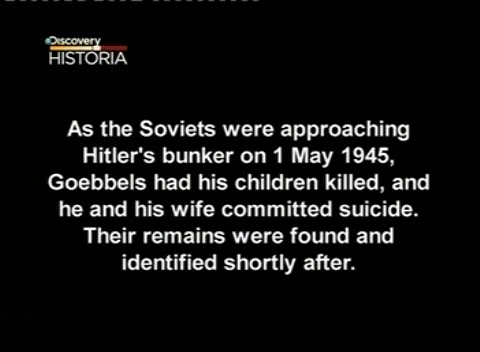 Discovery
HISTORIA
As the Soviets were approaching
Hitler's bunker on 1 May 1945,
Goebbels had his children killed, and
he and his wife committed suicide.
Their remains were found and
identified shortly after.